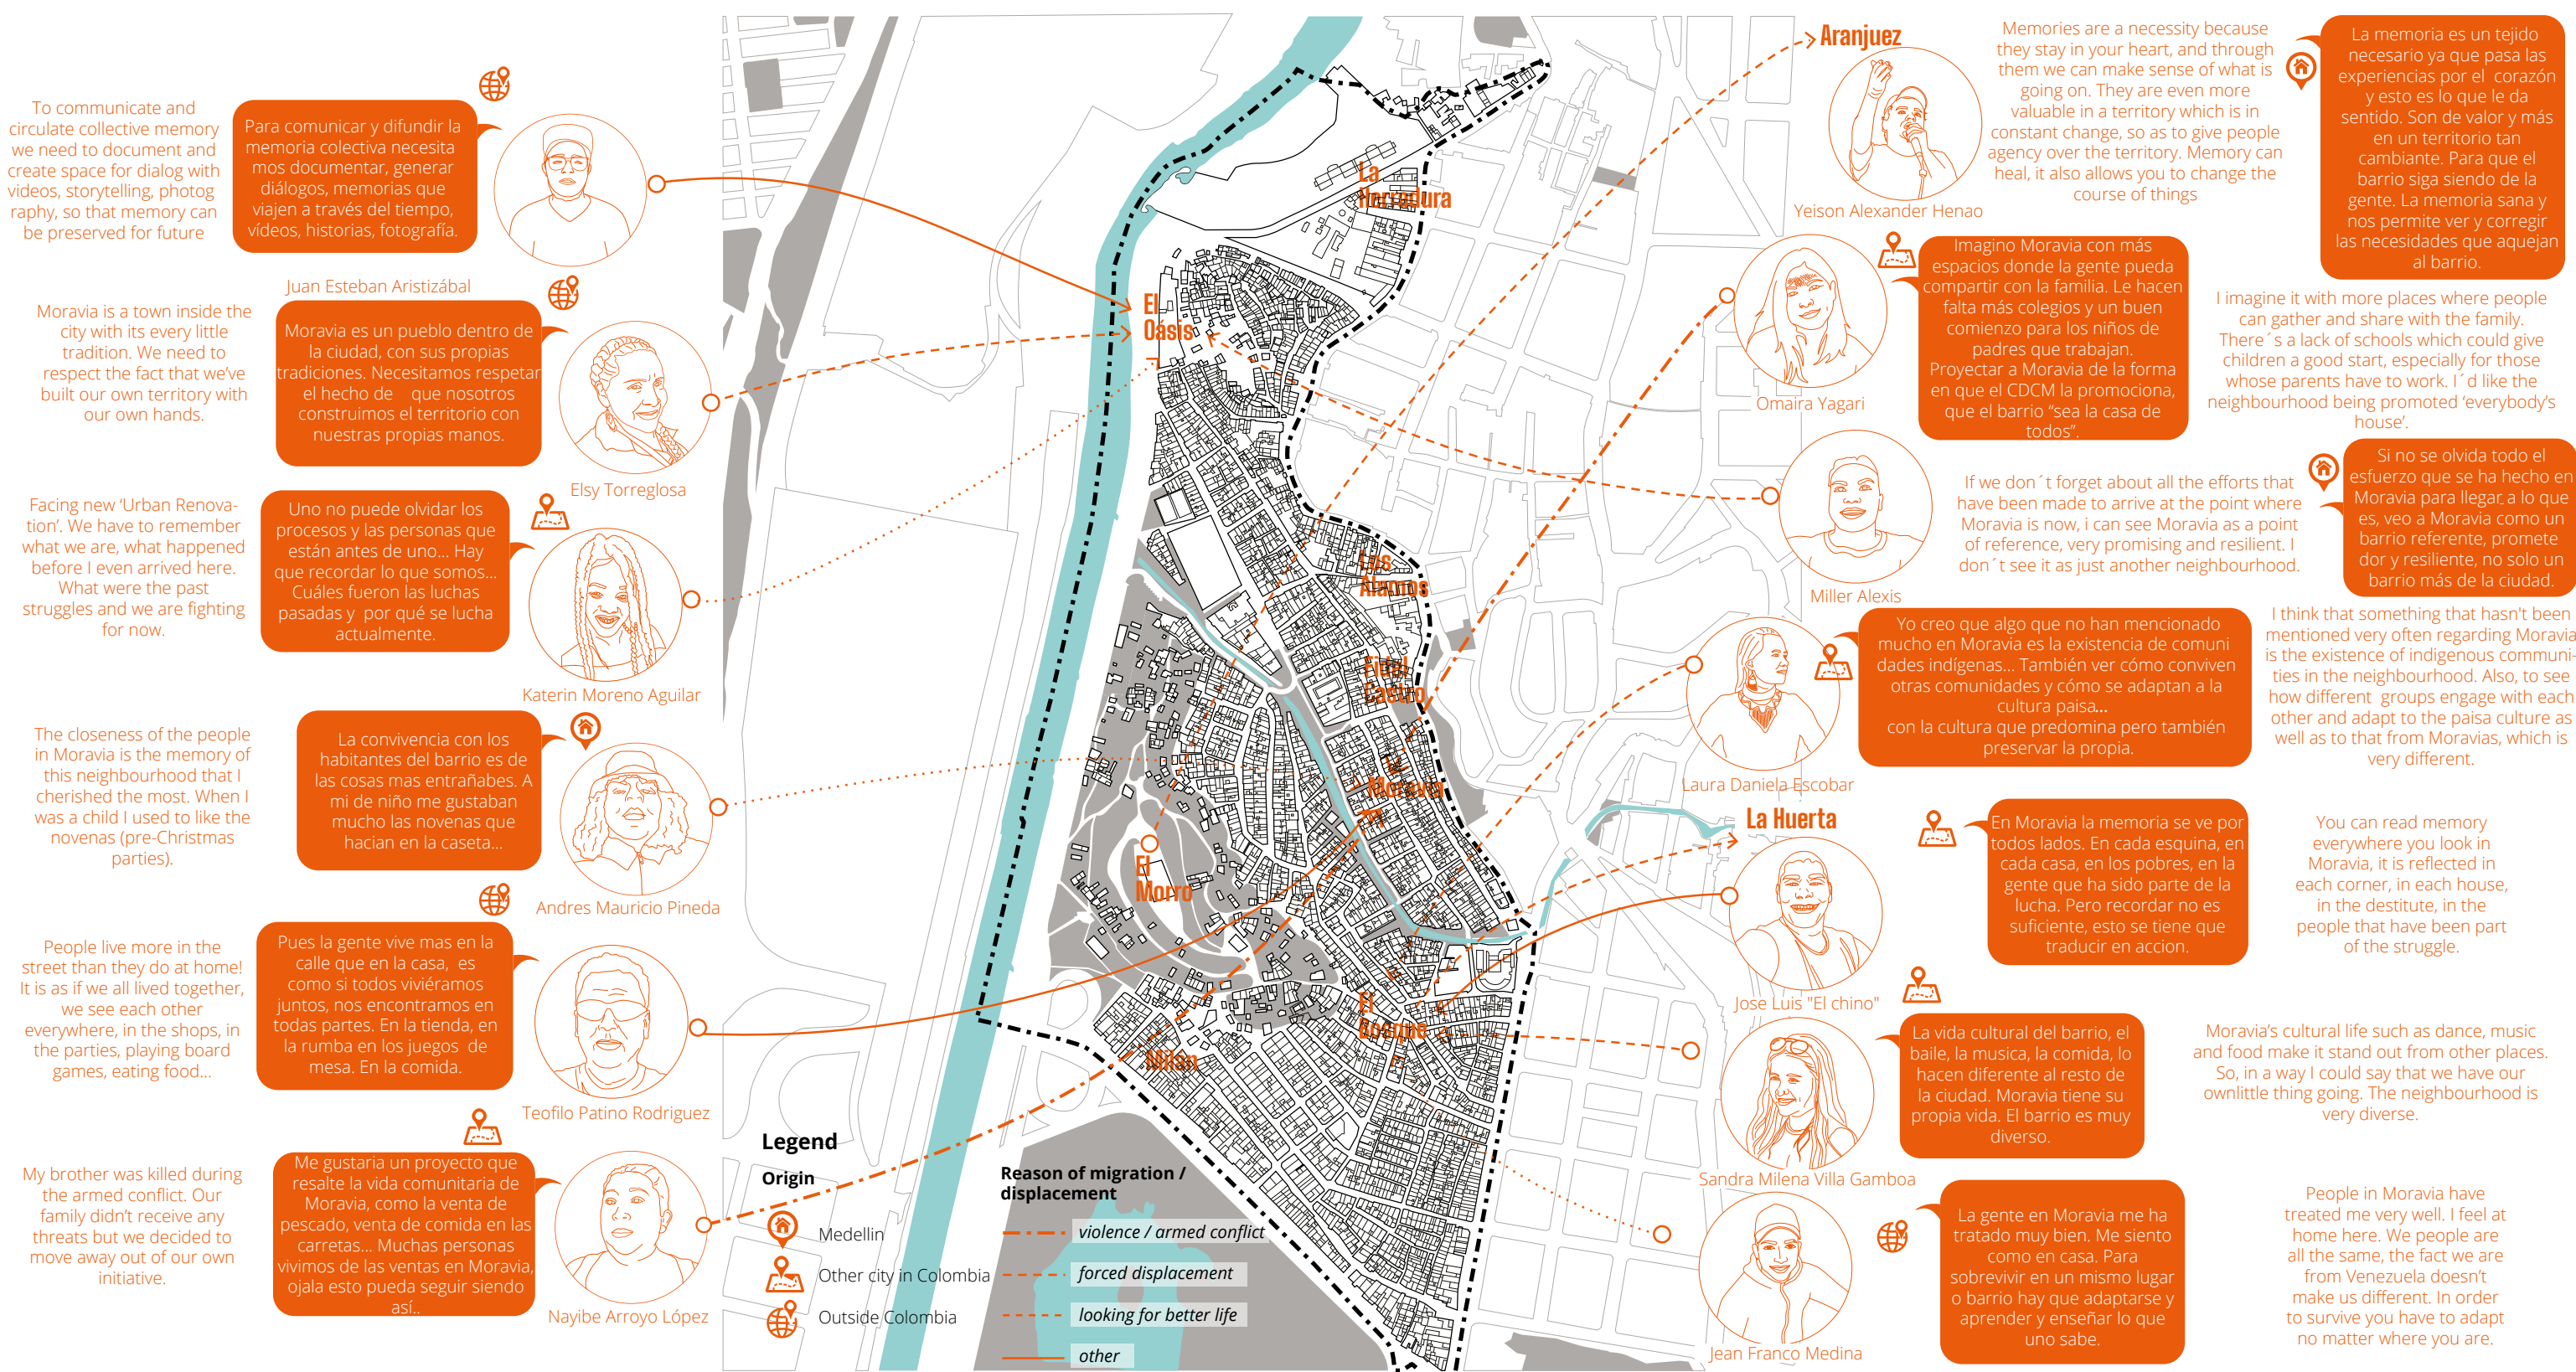 To communicate and
circulate collective memory
we need to document and
create space for dialog with
videos, storytelling, photog
raphy, so that memory can
be preserved for future
Para comunicar y difundir la
memoria colectiva necesita
mos documentar, generar
diálogos, memorias que
viajen a través del tiempo,
vídeos, historias, fotografía.
Juan Esteban Aristizábal
Moravia is a town inside the
city with its every little
tradition. We need to
respect the fact that we've
built our own territory with
our own hands.
Moravia es un pueblo dentro de
la ciudad, con sus propias
tradiciones. Necesitamos respetar
el hecho de que nosotros
construimos el territorio con
nuestras propias manos.
Elsy Torreglosa
Facing new 'Urban Renova-
tion'. We have to remember
what we are, what happened
before I even arrived here.
What were the past
struggles and we are fighting
for now.
Uno no puede olvidar los
procesos y las personas que
están antes de uno... Hay
que recordar lo que somos...
Cuáles fueron las luchas
pasadas y por qué se lucha
actualmente.
Katerin Moreno Aguilar
The closeness of the people
in Moravia is the memory of
this neighbourhood that I
cherished the most. When I
was a child I used to like the
novenas (pre-Christmas
parties).
La convivencia con los
habitantes del barrio es de
las cosas mas entrañabes. A
mi de niño me gustaban
mucho las novenas que
hacian en la caseta...
Andres Mauricio Pineda
People live more in the
street than they do at home!
It is as if we all lived together,
we see each other
everywhere, in the shops, in
the parties, playing board
games, eating food...
Pues la gente vive mas en la
calle que en la casa, es
como si todos viviéramos
juntos, nos encontramos en
todas partes. En la tienda, en
la rumba en los juegos de
mesa. En la comida.
Teofilo Patino Rodriguez
My brother was killed during
the armed conflict. Our
family didn't receive any
threats but we decided to
move away out of our own
initiative.
Me gustaria un proyecto que
resalte la vida comunitaria de
Moravia, como la venta de
pescado, venta de comida en las
carretas... Muchas personas
vivimos de las ventas en Moravia,
ojala esto pueda seguir siendo
así..
Nayibe Arroyo López
La
Herradura
El
Oásis
Los
Alamos
Fidel
Castro
Moravia
El
Morro
El
Bosque
Milán
Legend
Origin
Medellin
Other city in Colombia
Outside Colombia
Reason of migration /
displacement
violence / armed conflict
forced displacement
looking for better life
other
Aranjuez
Yeison Alexander Henao
Memories are a necessity because
they stay in your heart, and through
them we can make sense of what is
going on. They are even more
valuable in a territory which is in
constant change, so as to give people
agency over the territory. Memory can
heal, it also allows you to change the
course of things
La memoria es un tejido
necesario ya que pasa las
experiencias por el corazón
y esto es lo que le da
sentido. Son de valor y más
en un territorio tan
cambiante. Para que el
barrio siga siendo de la
gente. La memoria sana y
nos permite ver y corregir
las necesidades que aquejan
al barrio.
Omaira Yagari
Imagino Moravia con más
espacios donde la gente pueda
compartir con la familia. Le hacen
falta más colegios y un buen
comienzo para los niños de
padres que trabajan.
Proyectar a Moravia de la forma
en que el CDCM la promociona,
que el barrio "sea la casa de
todos".
I imagine it with more places where people
can gather and share with the family.
There´s a lack of schools which could give
children a good start, especially for those
whose parents have to work. I´d like the
neighbourhood being promoted 'everybody's
house'.
Miller Alexis
If we don´t forget about all the efforts that
have been made to arrive at the point where
Moravia is now, i can see Moravia as a point
of reference, very promising and resilient. I
don´t see it as just another neighbourhood.
Si no se olvida todo el
esfuerzo que se ha hecho en
Moravia para llegar a lo que
es, veo a Moravia como un
barrio referente, promete
dor y resiliente, no solo un
barrio más de la ciudad.
Laura Daniela Escobar
Yo creo que algo que no han mencionado
mucho en Moravia es la existencia de comuni
dades indígenas... También ver cómo conviven
otras comunidades y cómo se adaptan a la
cultura paisa...
con la cultura que predomina pero también
preservar la propia.
I think that something that hasn't been
mentioned very often regarding Moravia
is the existence of indigenous communi-
ties in the neighbourhood. Also, to see
how different groups engage with each
other and adapt to the paisa culture as
well as to that from Moravias, which is
very different.
La Huerta
Jose Luis "El chino"
En Moravia la memoria se ve por
todos lados. En cada esquina, en
cada casa, en los pobres, en la
gente que ha sido parte de la
lucha. Pero recordar no es
suficiente, esto se tiene que
traducir en accion.
You can read memory
everywhere you look in
Moravia, it is reflected in
each corner, in each house,
in the destitute, in the
people that have been part
of the struggle.
Sandra Milena Villa Gamboa
La vida cultural del barrio, el
baile, la musica, la comida, lo
hacen diferente al resto de
la ciudad. Moravia tiene su
propia vida. El barrio es muy
diverso.
Moravia's cultural life such as dance, music
and food make it stand out from other places.
So, in a way I could say that we have our
ownlittle thing going. The neighbourhood is
very diverse.
Jean Franco Medina
La gente en Moravia me ha
tratado muy bien. Me siento
como en casa. Para
sobrevivir en un mismo lugar
o barrio hay que adaptarse y
aprender y enseñar lo que
uno sabe.
People in Moravia have
treated me very well. I feel at
home here. We people are
all the same, the fact we are
from Venezuela doesn't
make us different. In order
to survive you have to adapt
no matter where you are.